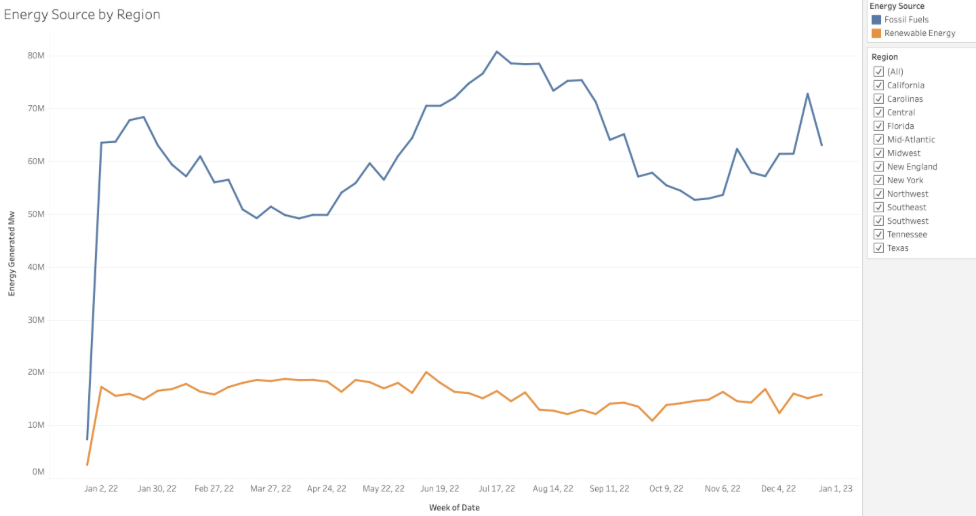 Energy Source by Region
80M
70M
60M
50M
40M
30M
20M
10M
0M
Energy Generated Mw
Jan 2, 22 Jan 30, 22 Feb 27, 22 Mar 27, 22 Apr 24, 22 May 22, 22 Jun 19, 22 Jul 17, 22 Aug 14, 22 Sep 11, 22 Oct 9, 22 Nov 6, 22 Dec 4, 22 Jan 1, 23
Week of Date
Energy Source
Fossil Fuels
Renewable Energy
Region
(All)
California
Carolinas
Central
Florida
Mid-Atlantic
Midwest
New England
New York
Northwest
Southeast
Southwest
Tennessee
Texas